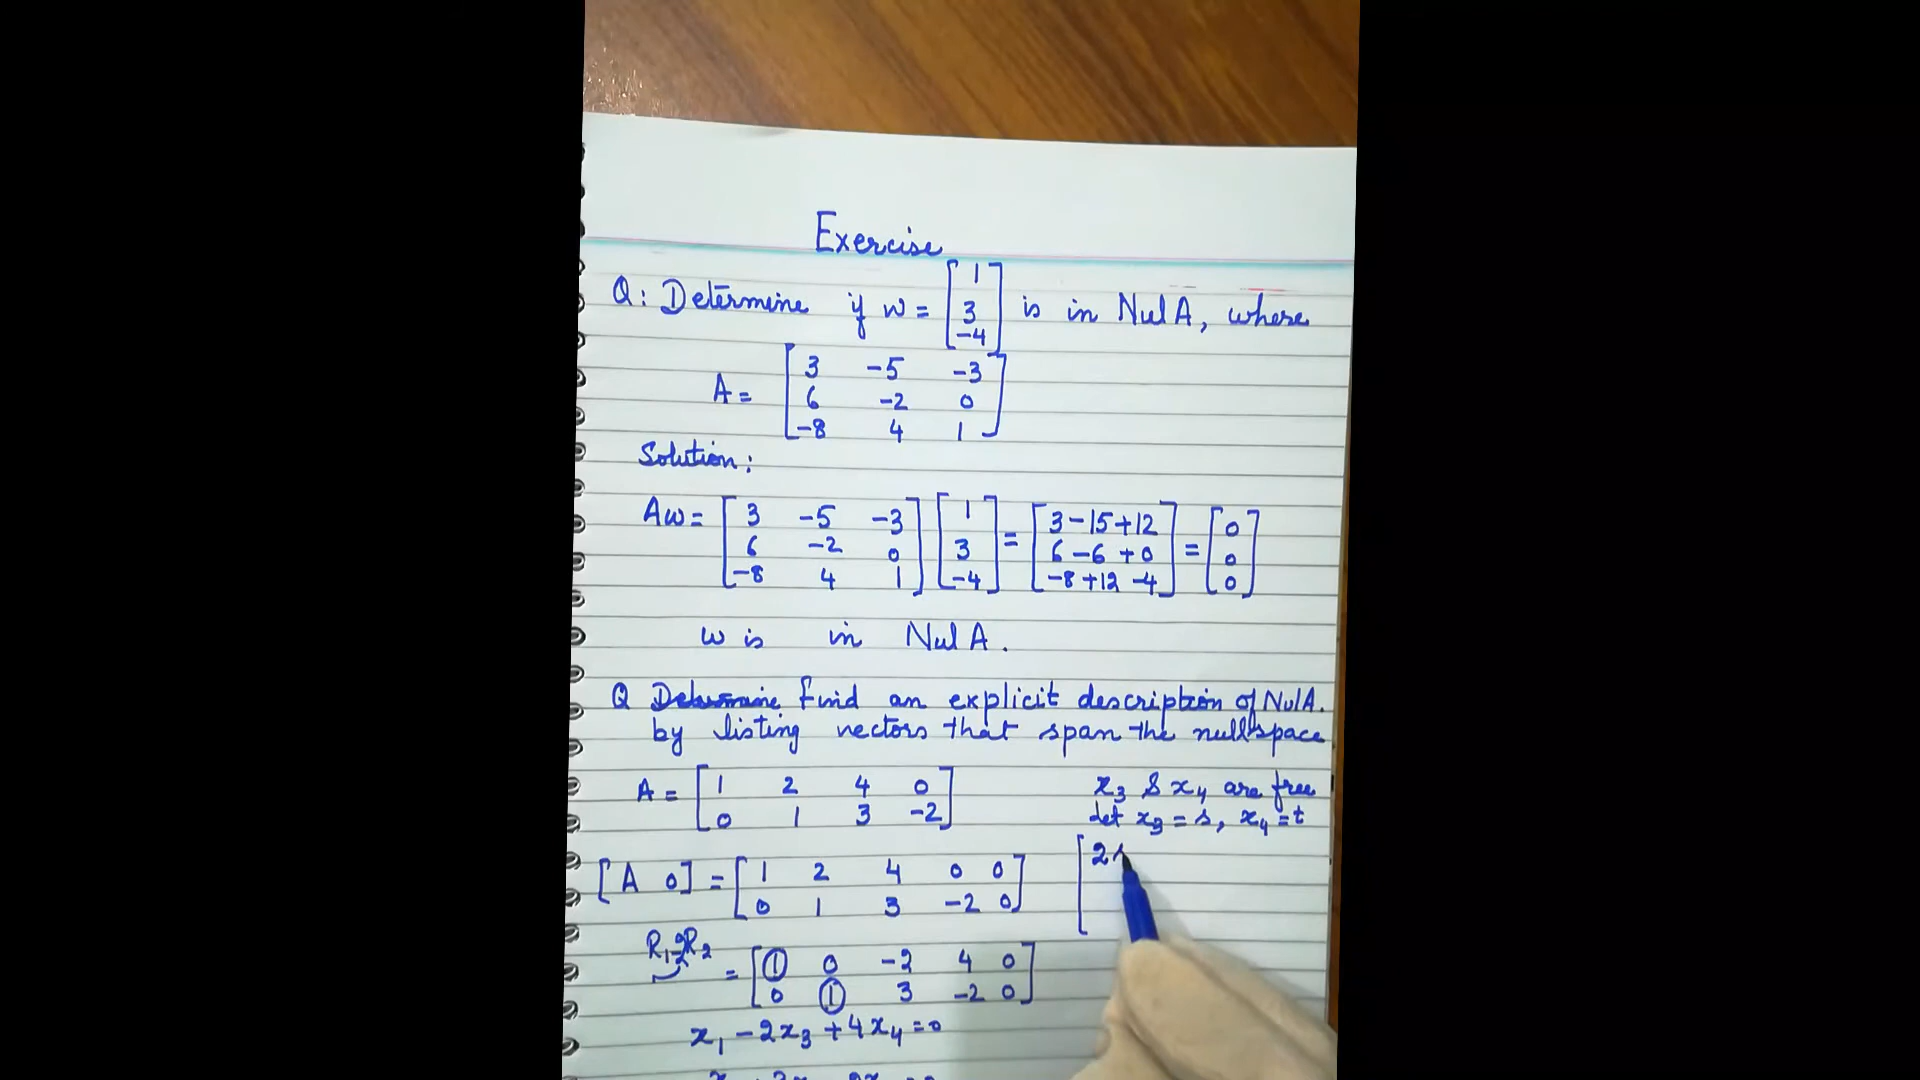 Exercise
Q: Determine if w = [1 3 -4] is in Nul A, where
A = [3 -5 -3
6 -2 0
-8 4 1]
Solution:
Aw = [3 -5 -3 [1 = [3-15+12 = [0
6 -2 0 3 6-6+0 0
-8 4 1] -4] -8+12-4] 0]
w is in Nul A.
Q Determine find an explicit description of Nul A.
by listing vectors that span the null space
A = [1 2 4 0
0 1 3 -2]
x3 & x4 are free
Let x3 = s, x4 = t
[A 0] = [1 2 4 0 0
0 1 3 -2 0]
[2s
R1-2R2
= [1 0 -2 4 0
0 1 3 -2 0]
x1 - 2x3 + 4x4 = 0